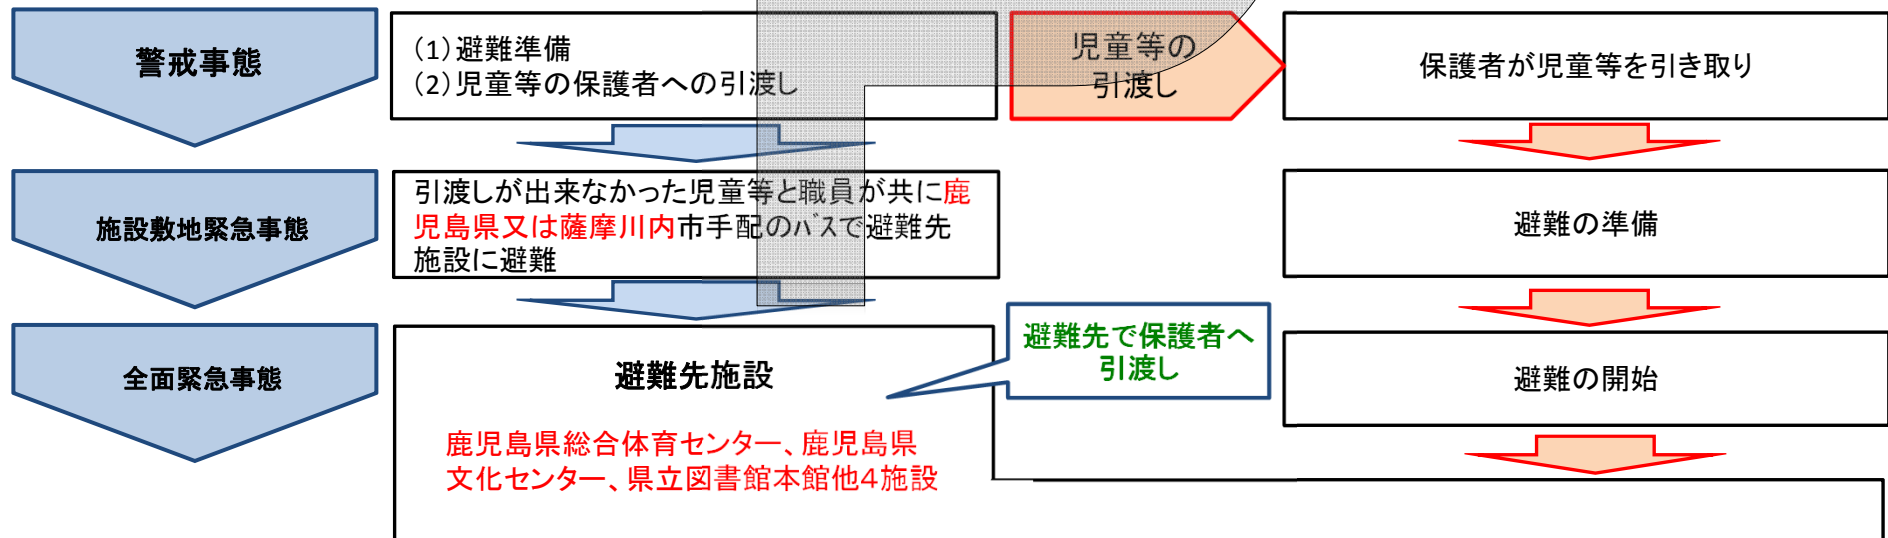 警戒事態
(1)避難準備
(2)児童等の保護者への引渡し
児童等の
引渡し
保護者が児童等を引き取り
施設敷地緊急事態
引渡しが出来なかった児童等と職員が共に鹿
児島県又は薩摩川内市手配のバスで避難先
施設に避難
避難の準備
全面緊急事態
避難先施設
鹿児島県総合体育センター、鹿児島県
文化センター、県立図書館本館他4施設
避難先で保護者へ
引渡し
避難の開始